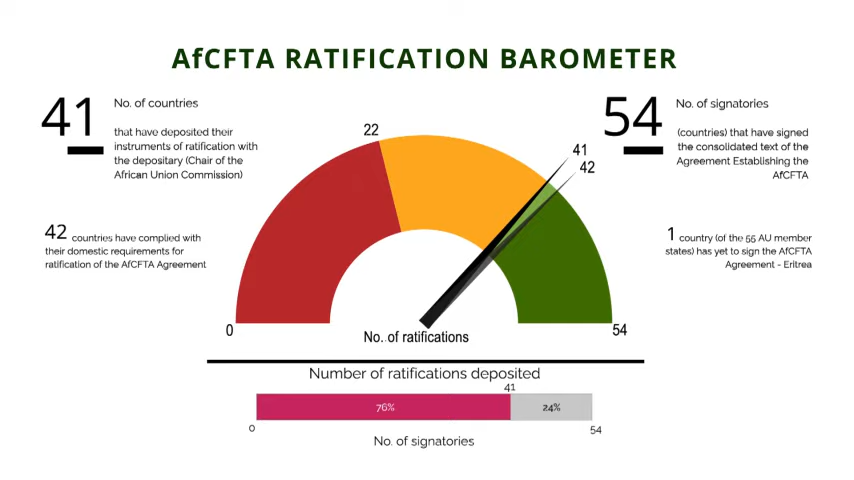 AfCFTA RATIFICATION BAROMETER
41
No. of countries
that have deposited their
instruments of ratification with
the depositary (Chair of the
African Union Commission)
42 countries have complied with
their domestic requirements for
ratification of the AfCFTA Agreement
54
No. of signatories
(countries) that have signed
the consolidated text of the
Agreement Establishing the
AfCFTA
1 country (of the 55 AU member
states) has yet to sign the AfCFTA
Agreement - Eritrea
22
41
42
0
54
No. of ratifications
Number of ratifications deposited
41
76%
24%
0
54
No. of signatories